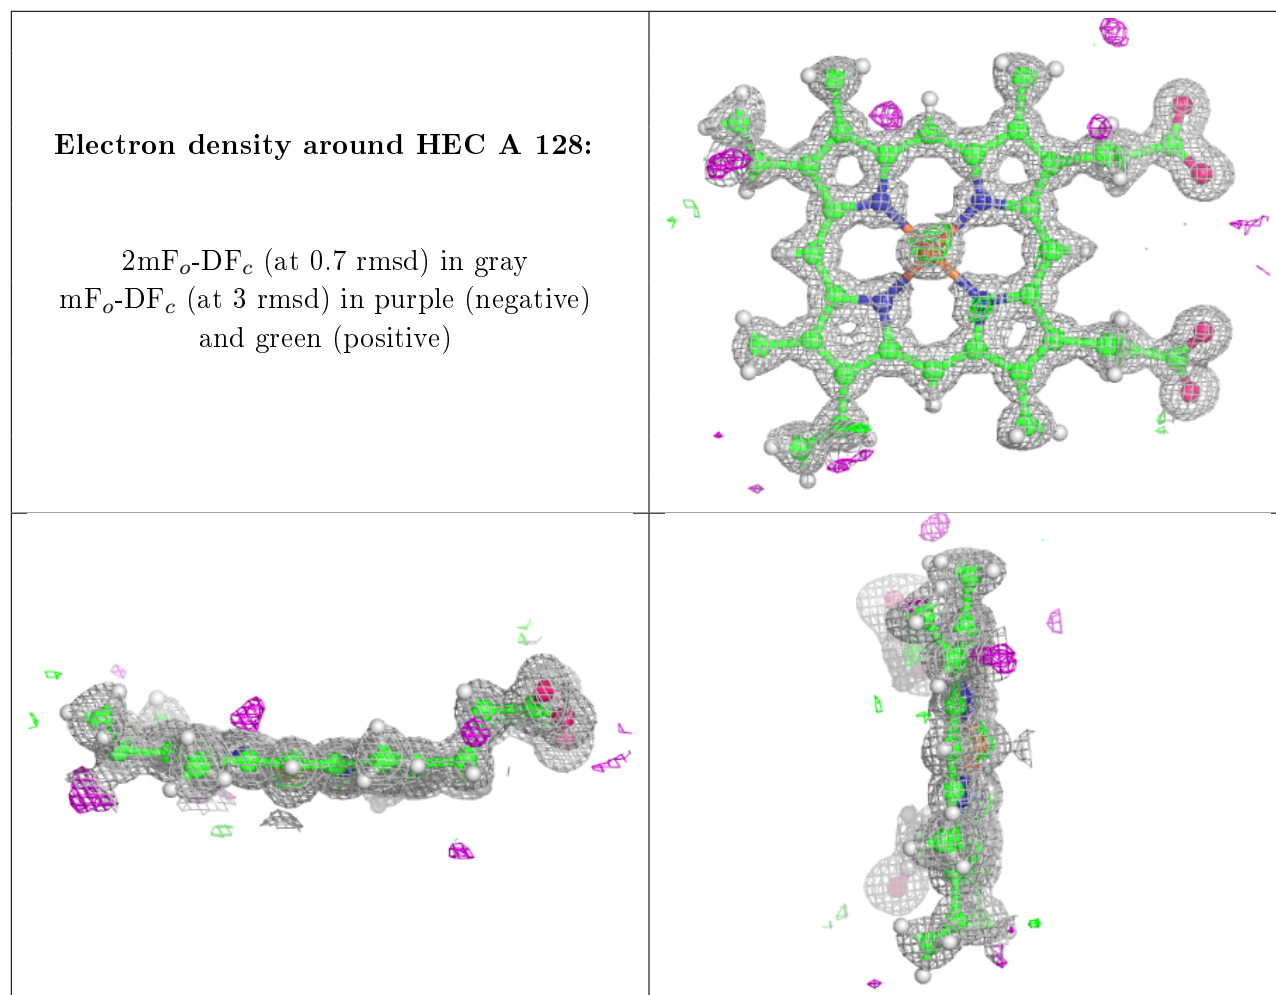 Electron density around HEC A 128:
2mFo-DFc (at 0.7 rmsd) in gray
mFo-DFc (at 3 rmsd) in purple (negative)
and green (positive)